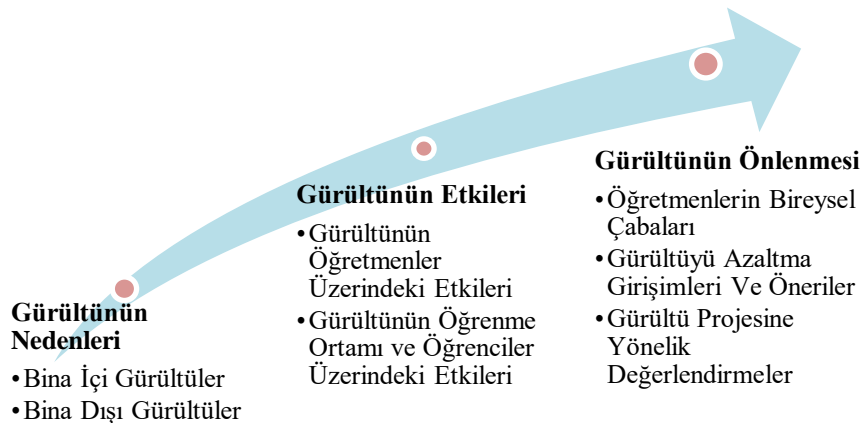 Gürültünün
Nedenleri
•Bina İçi Gürültüler
•Bina Dışı Gürültüler
Gürültünün Etkileri
•Gürültünün
Öğretmenler
Üzerindeki Etkileri
•Gürültünün Öğrenme
Ortamı ve Öğrenciler
Üzerindeki Etkileri
Gürültünün Önlenmesi
•Öğretmenlerin Bireysel
Çabaları
•Gürültüyü Azaltma
Girişimleri Ve Öneriler
•Gürültü Projesine
Yönelik
Değerlendirmeler